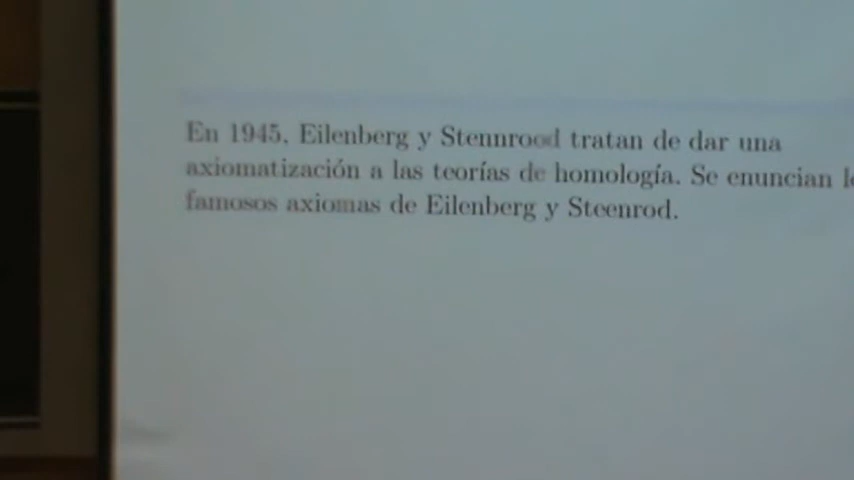 En 1945, Eilenberg y Stennrood tratan de dar una
axiomatización a las teorías de homología. Se enuncian
famosos axiomas de Eilenberg y Steenrod.